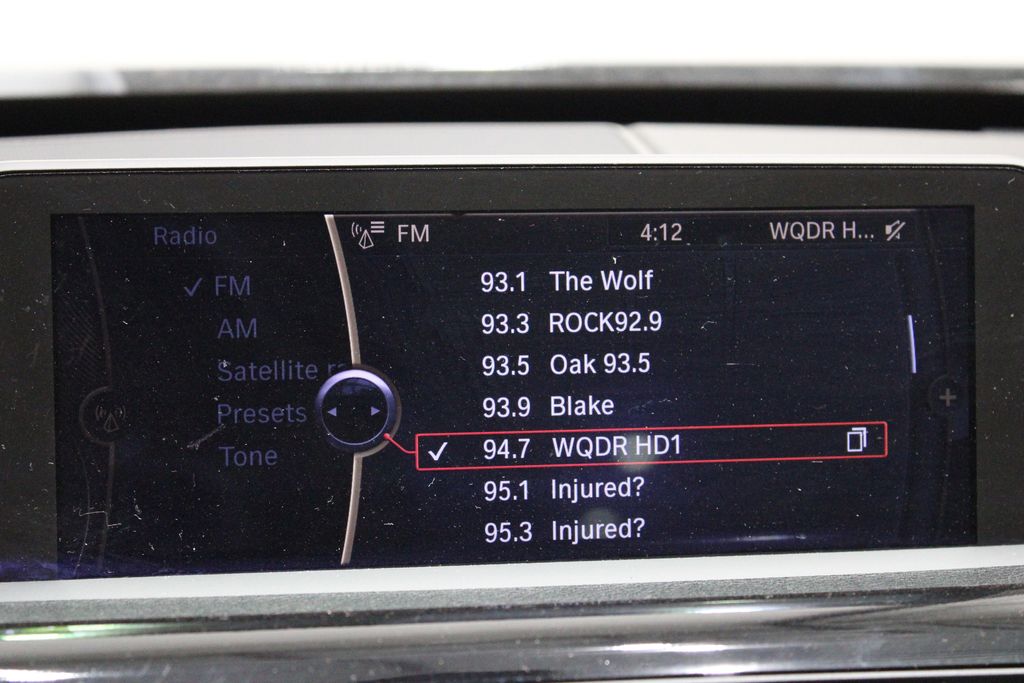 Radio
FM
AM
Satellite r
Presets
Tone
FM 4:12 WQDR H...
93.1 The Wolf
93.3 ROCK92.9
93.5 Oak 93.5
93.9 Blake
94.7 WQDR HD1
95.1 Injured?
95.3 Injured?